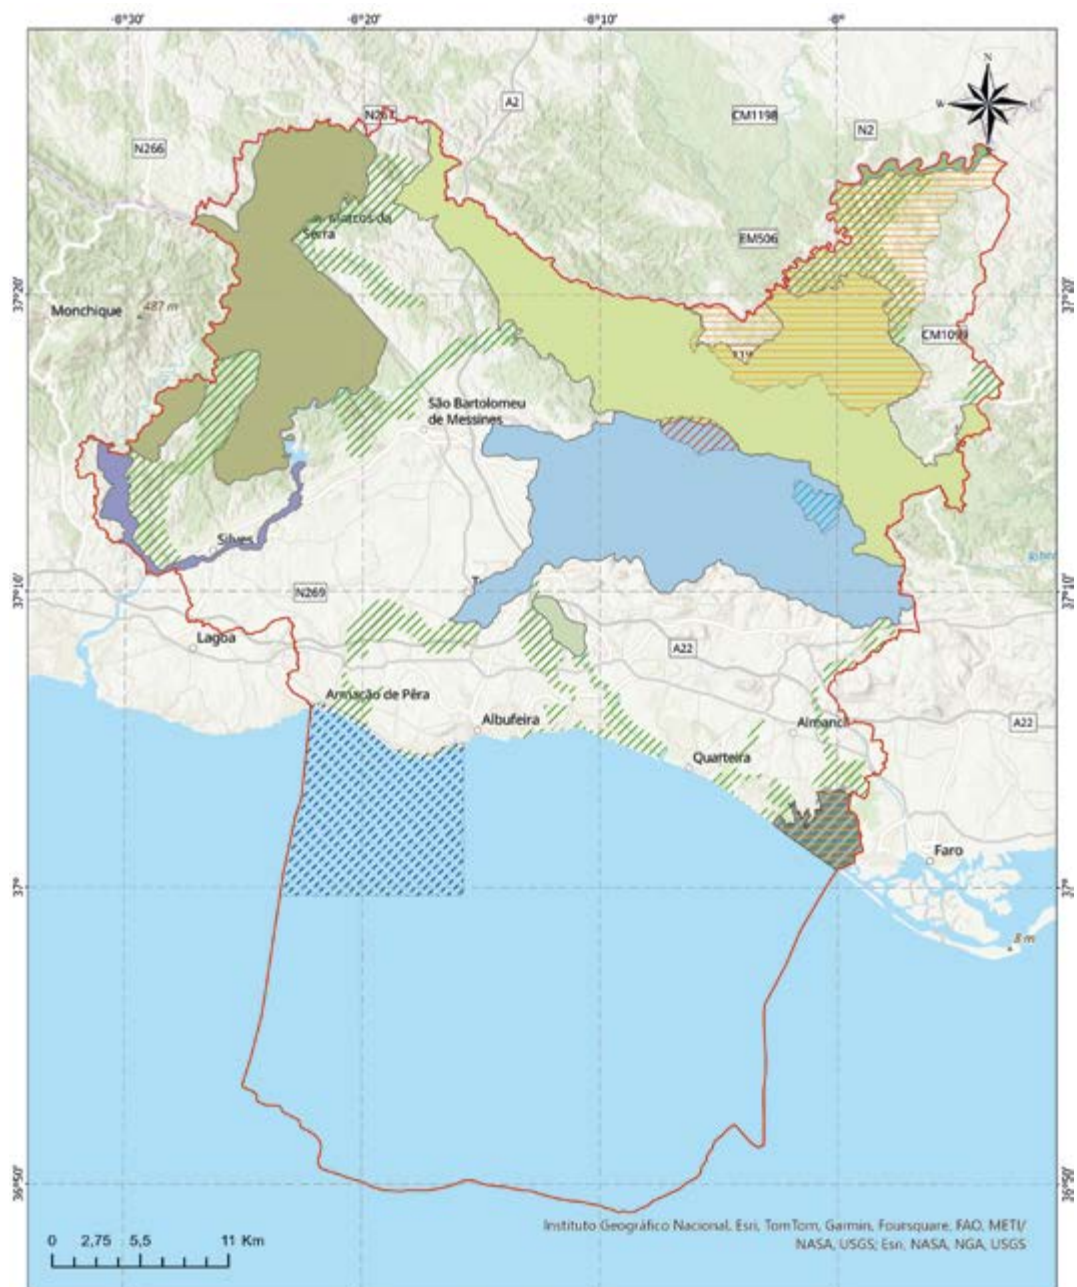 -8°30' -8°20' -8°10' -8°
N
W
A2
N267
CM1198
N2
N266
Marcos da
Serra
EM506
37°20' 37°20'
Monchique
487 m
CM1099
São Bartolomeu
de Messines
Silves
37°10' 37°10'
N269
Lagoa
A22
Armação de Pêra
Albufeira
Almancil
A22
Quarteira
Faro
37° 37°
8 m
36°50' 36°50'
Instituto Geográfico Nacional, Esri, TomTom, Garmin, Foursquare, FAO, METI/
NASA, USGS; Esri, NASA, NGA, USGS
0 2,75 5,5 11 Km